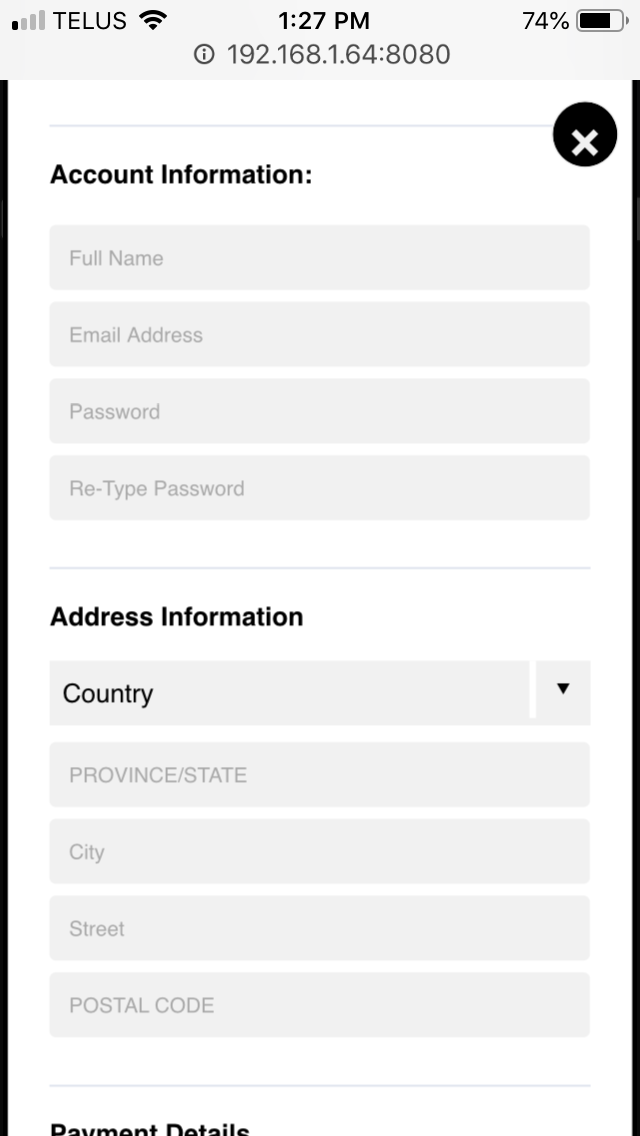 TELUS 1:27 PM 74%
192.168.1.64:8080
Account Information:
Full Name
Email Address
Password
Re-Type Password
Address Information
Country
PROVINCE/STATE
City
Street
POSTAL CODE
Payment Details